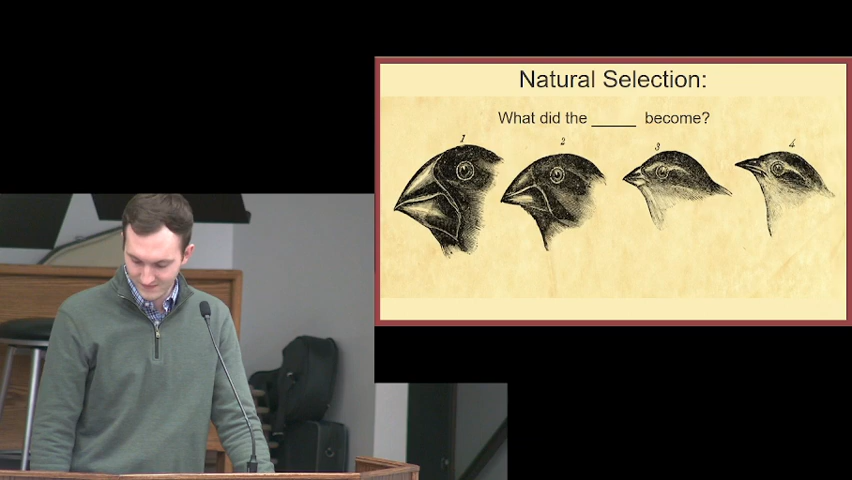 Natural Selection:
What did the _____ become?
1 2 3 4